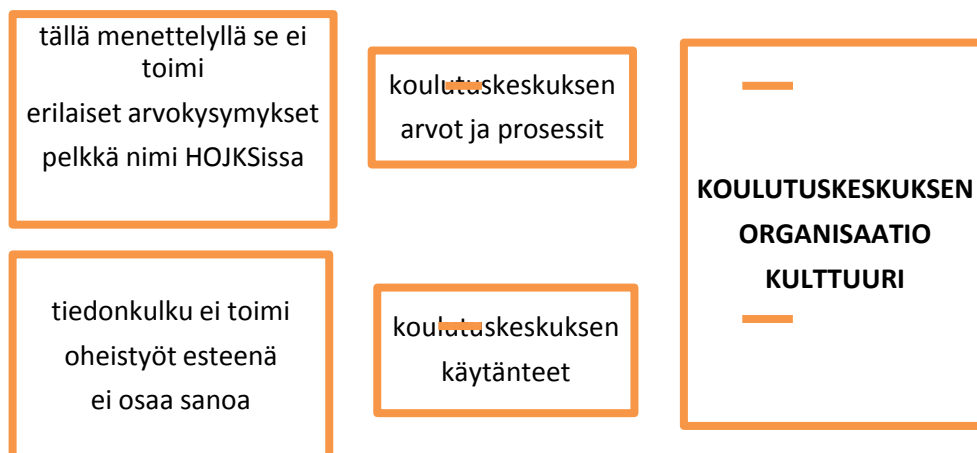 tällä menettelyllä se ei
toimi
erilaiset arvokysymykset
pelkkä nimi HOJKSissa
koulutuskeskuksen
arvot ja prosessit
KOULUTUSKESKUKSEN
ORGANISAATIO
KULTTUURI
tiedonkulku ei toimi
oheistyöt esteenä
ei osaa sanoa
koulutuskeskuksen
käytänteet